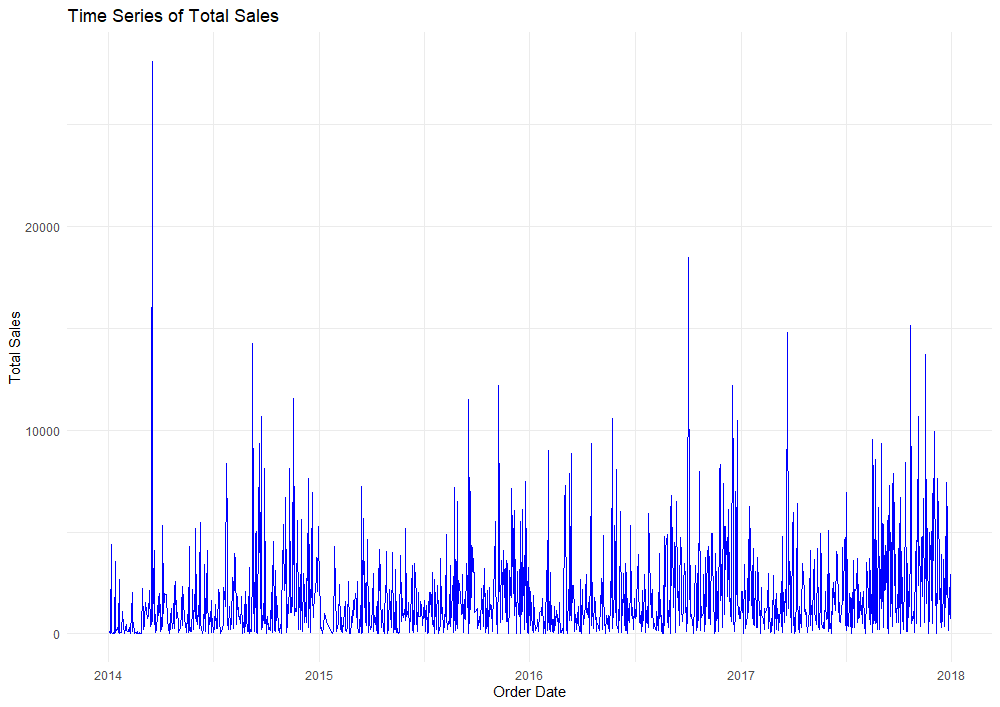 Time Series of Total Sales
Total Sales
20000
10000
0
2014 2015 2016 2017 2018
Order Date